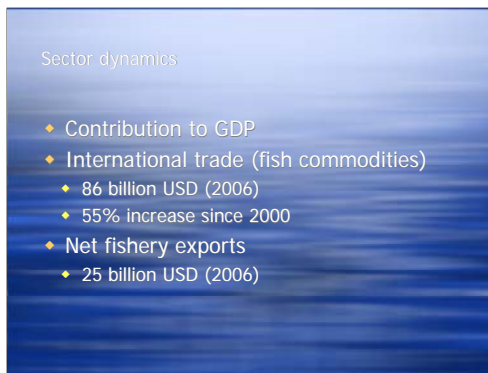 Sector dynamics
Contribution to GDP
International trade (fish commodities)
86 billion USD (2006)
55% increase since 2000
Net fishery exports
25 billion USD (2006)